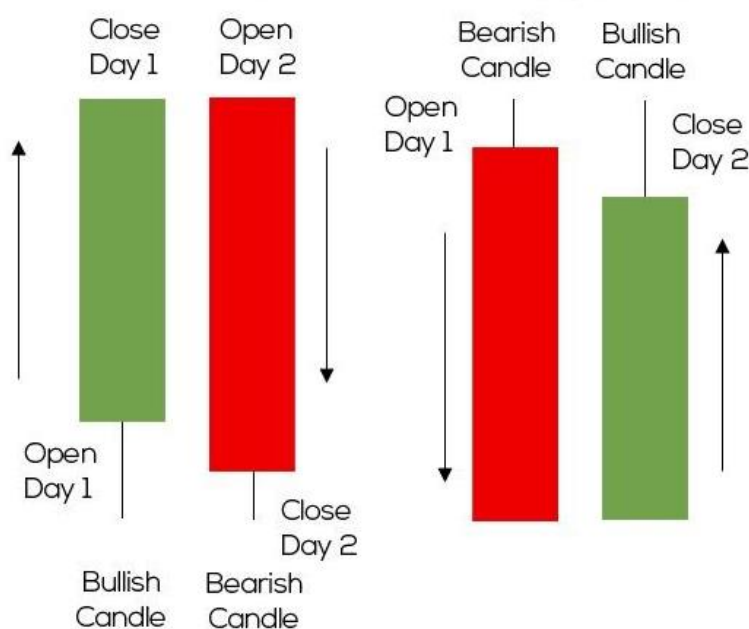 Close
Day 1
Open
Day 2
Open
Day 1
Close
Day 2
Bullish
Candle
Bearish
Candle
Bearish
Candle
Bullish
Candle
Open
Day 1
Close
Day 2